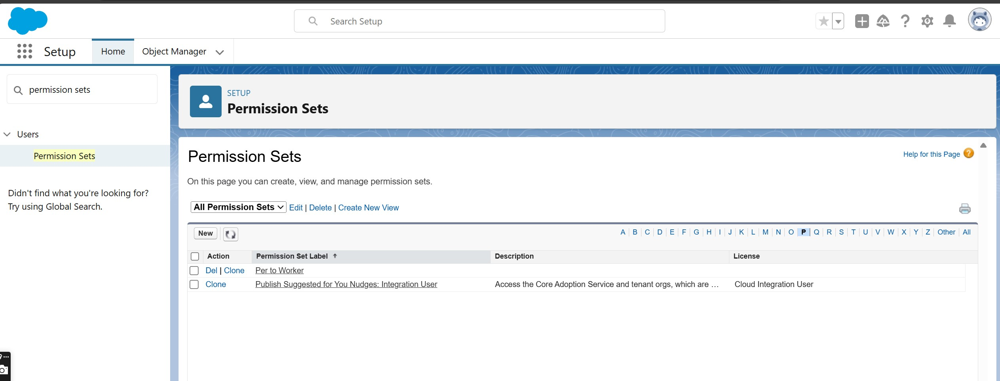 Search Setup
Setup
Home
Object Manager
permission sets
Users
Permission Sets
Didn't find what you're looking for?
Try using Global Search.
SETUP
Permission Sets
Permission Sets
Help for this Page
On this page you can create, view, and manage permission sets.
All Permission Sets Edit | Delete | Create New View
New
A B C D E F G H I J K L M N O P Q R S T U V W X Y Z Other All
Action Permission Set Label Description License
Del | Clone Per to Worker
Clone Publish Suggested for You Nudges: Integration User Access the Core Adoption Service and tenant orgs, which are … Cloud Integration User